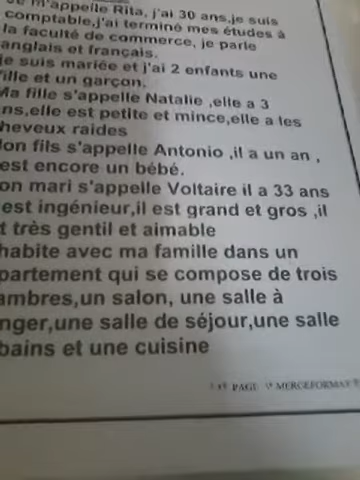 m'appelle Rita, j'ai 30 ans,je suis
comptable,j'ai terminé mes études à
la faculté de commerce, je parle
anglais et français.
je suis mariée et j'ai 2 enfants une
fille et un garçon.
Ma fille s'appelle Natalie ,elle a 3
ns,elle est petite et mince,elle a les
heveux raides
on fils s'appelle Antonio ,il a un an ,
est encore un bébé.
on mari s'appelle Voltaire il a 33 ans
est ingénieur,il est grand et gros ,il
t très gentil et aimable
habite avec ma famille dans un
partement qui se compose de trois
ambres,un salon, une salle à
nger,une salle de séjour,une salle
bains et une cuisine
PAGE \* MERGEFORMAT